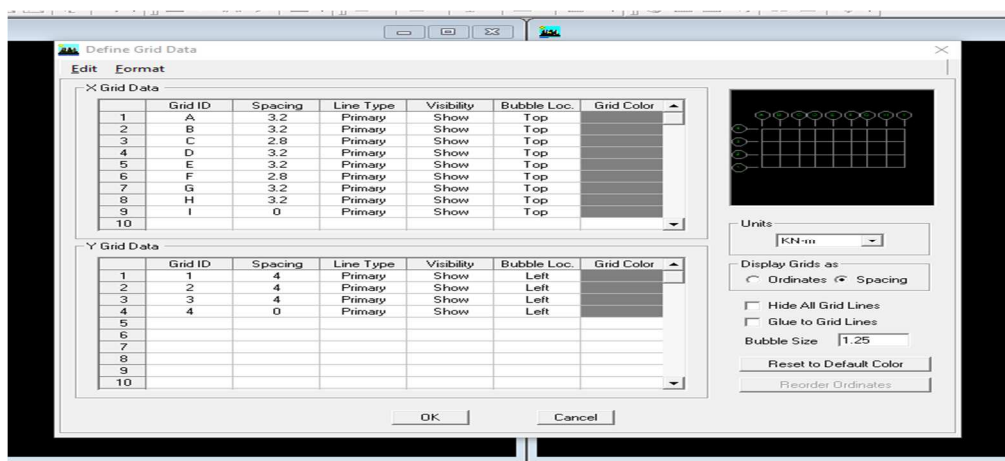 Define Grid Data
Edit Format
X Grid Data
Grid ID Spacing Line Type Visibility Bubble Loc. Grid Color
1 A 3.2 Primary Show Top
2 B 3.2 Primary Show Top
3 C 2.8 Primary Show Top
4 D 3.2 Primary Show Top
5 E 3.2 Primary Show Top
6 F 2.8 Primary Show Top
7 G 3.2 Primary Show Top
8 H 3.2 Primary Show Top
9 I 0 Primary Show Top
10
Y Grid Data
Grid ID Spacing Line Type Visibility Bubble Loc. Grid Color
1 1 4 Primary Show Left
2 2 4 Primary Show Left
3 3 4 Primary Show Left
4 4 0 Primary Show Left
5
6
7
8
9
10
Units
KN-m
Display Grids as
Ordinates Spacing
Hide All Grid Lines
Glue to Grid Lines
Bubble Size 1.25
Reset to Default Color
Reorder Ordinates
OK Cancel